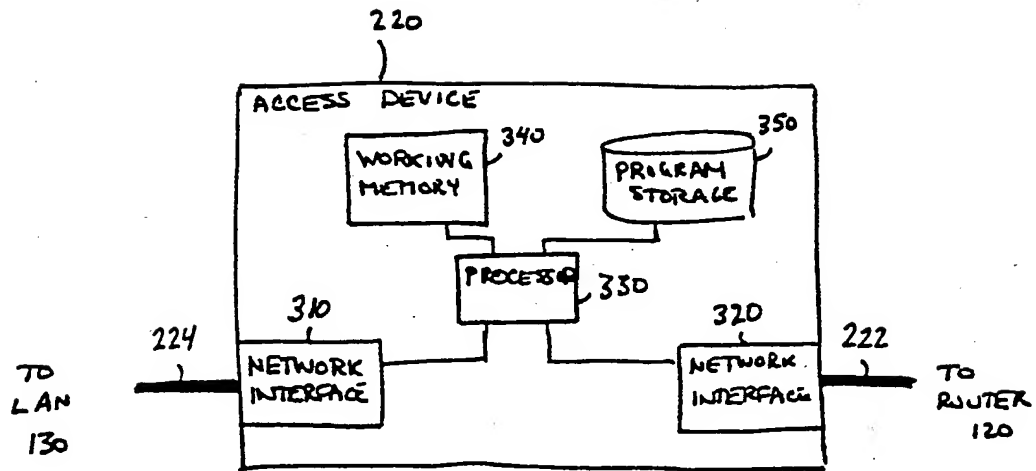 220
ACCESS DEVICE
340
WORKING
MEMORY
350
PROGRAM
STORAGE
PROCESSOR
330
310
NETWORK
INTERFACE
320
NETWORK
INTERFACE
224
TO
LAN
130
222
TO
ROUTER
120